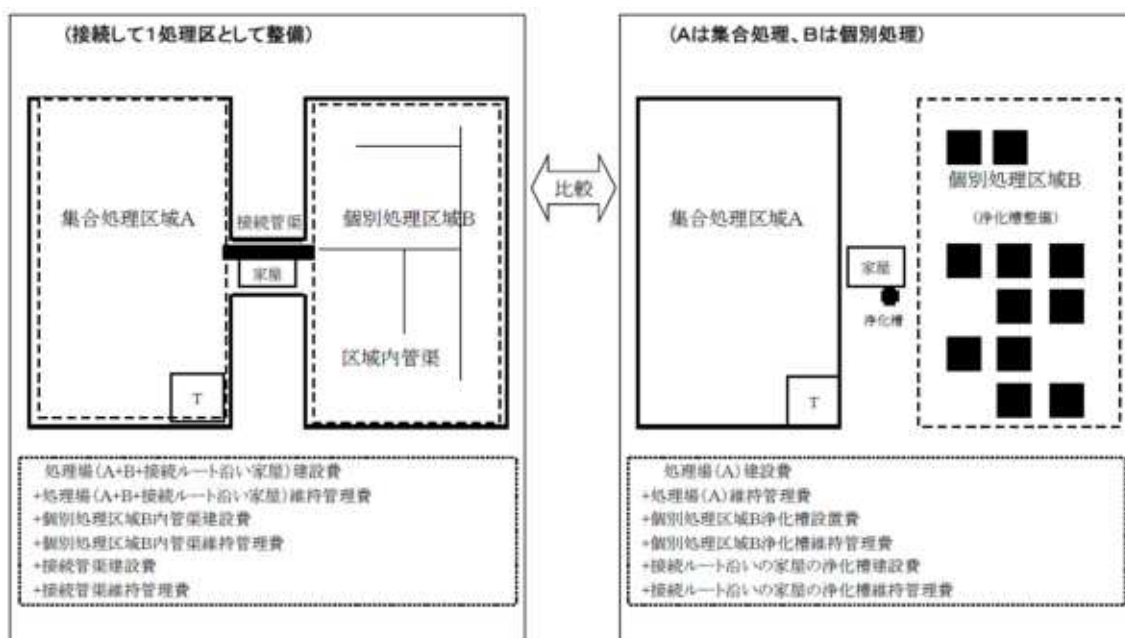 (接続して1処理区として整備)
集合処理区域A
接続管渠
家屋
個別処理区域B
区域内管渠
T
処理場(A+B+接続ルート沿い家屋)建設費
+処理場(A+B+接続ルート沿い家屋)維持管理費
+個別処理区域B内管渠建設費
+個別処理区域B内管渠維持管理費
+接続管渠建設費
+接続管渠維持管理費
比較
(Aは集合処理、Bは個別処理)
集合処理区域A
家屋
浄化槽
個別処理区域B
(浄化槽整備)
T
処理場(A)建設費
+処理場(A)維持管理費
+個別処理区域B浄化槽設置費
+個別処理区域B浄化槽維持管理費
+接続ルート沿いの家屋の浄化槽建設費
+接続ルート沿いの家屋の浄化槽維持管理費